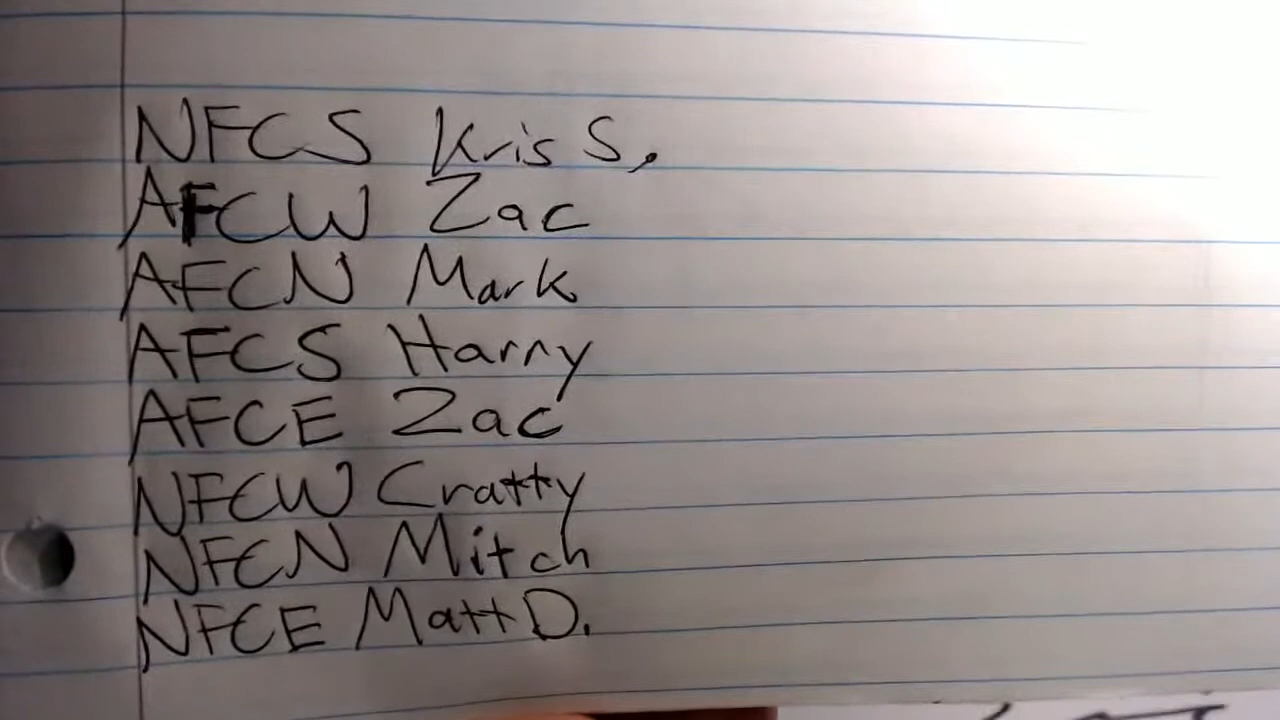 NFCS Kris S.
AFCW Zac
AFCN Mark
AFCS Harry
AFCE Zac
NFCW Cratty
NFCN Mitch
NFCE Matt D.